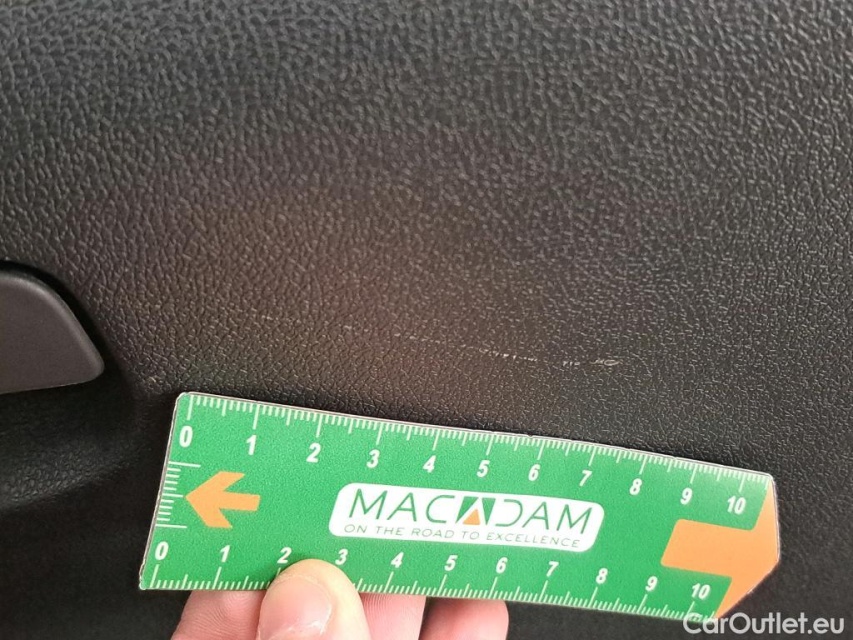 0 1 2 3 4 5 6 7 8 9 10
MACADAM
ON THE ROAD TO EXCELLENCE
0 1 2 3 4 5 6 7 8 9 10
CarOutlet.eu